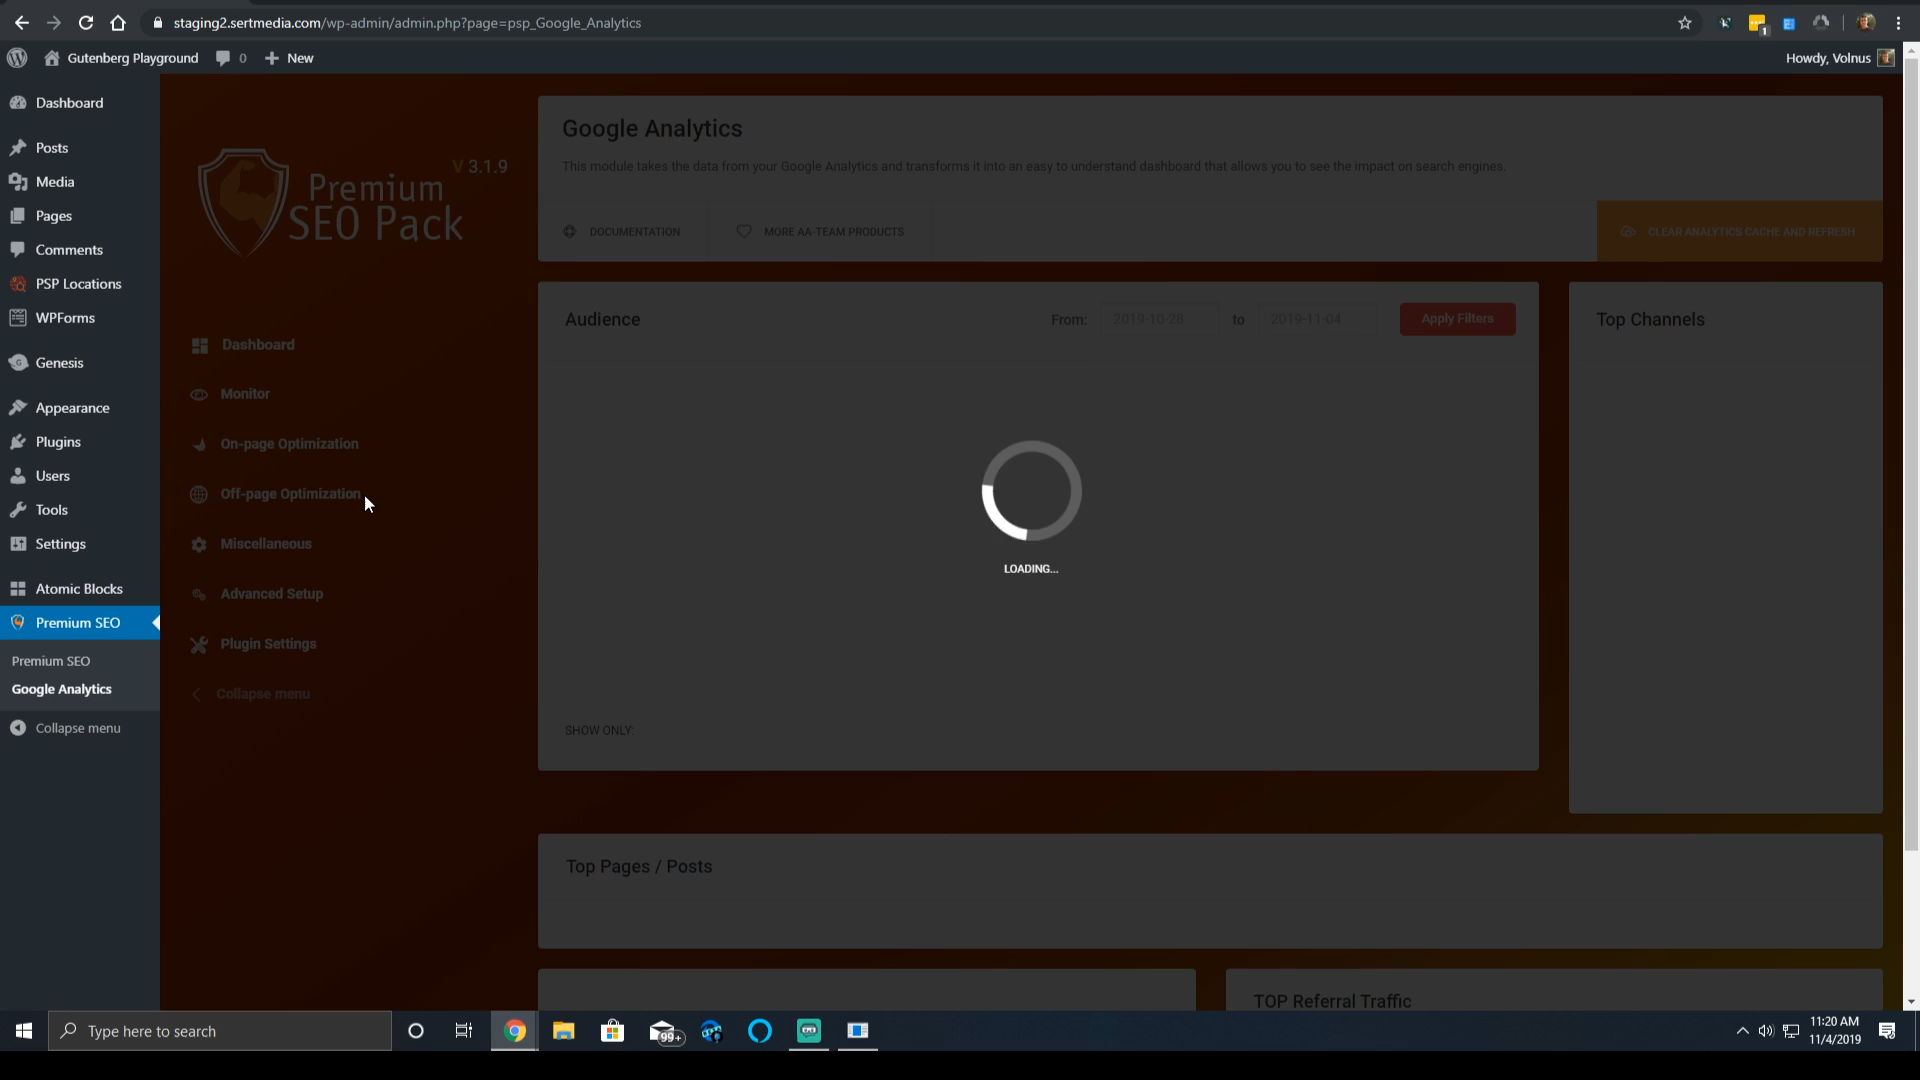 staging2.sertmedia.com/wp-admin/admin.php?page=psp_Google_Analytics
1
Gutenberg Playground
0
New
Howdy, Volnus
Dashboard
Posts
Media
Pages
Comments
PSP Locations
WPForms
Genesis
Appearance
Plugins
Users
Tools
Settings
Atomic Blocks
Premium SEO
Premium SEO
Google Analytics
Collapse menu
V 3.1.9
Premium
SEO Pack
Dashboard
Monitor
On-page Optimization
Off-page Optimization
Miscellaneous
Advanced Setup
Plugin Settings
Collapse menu
Google Analytics
This module takes the data from your Google Analytics and transforms it into an easy to understand dashboard that allows you to see the impact on search engines.
DOCUMENTATION
MORE AA-TEAM PRODUCTS
CLEAR ANALYTICS CACHE AND REFRESH
Audience
From: 2019-10-28 to 2019-11-04
Apply Filters
LOADING...
SHOW ONLY:
Top Channels
Top Pages / Posts
TOP Referral Traffic
Type here to search
99+
11:20 AM
11/4/2019